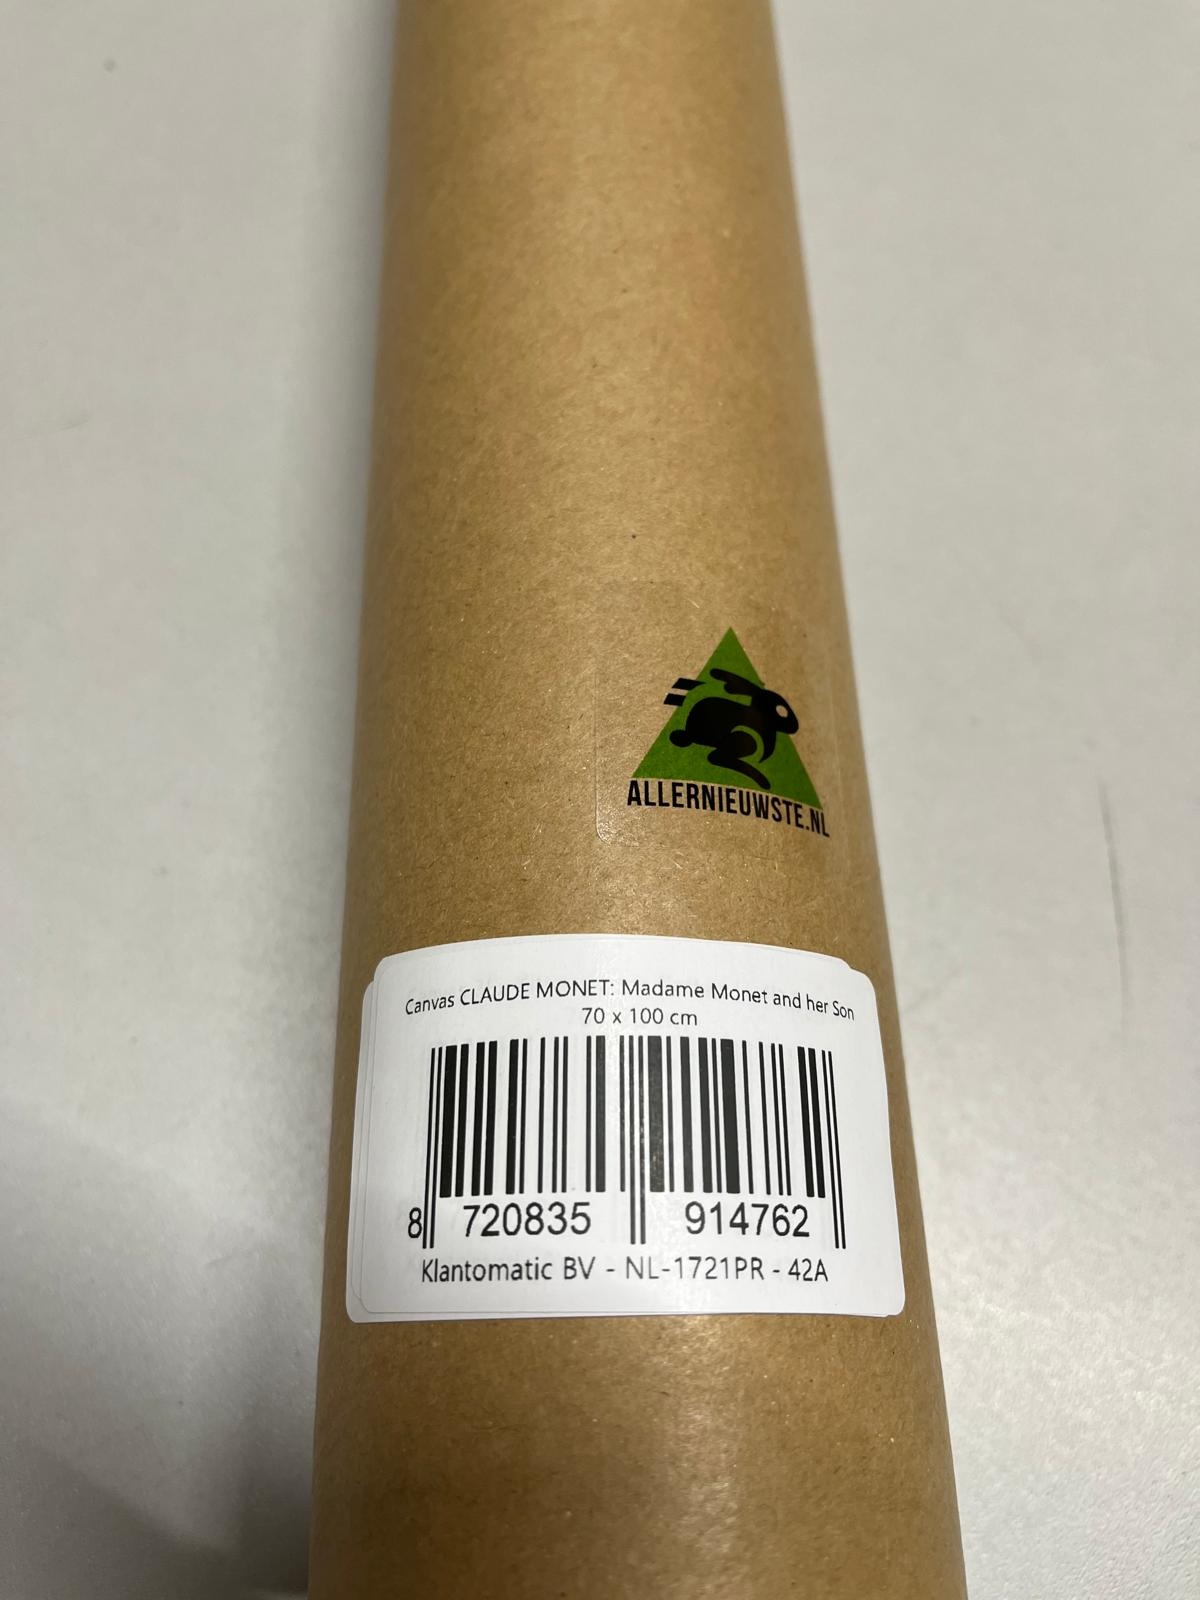 ALLERNIEUWSTE.NL
Canvas CLAUDE MONET: Madame Monet and her Son
70 x 100 cm
8 720835 914762
Klantomatic BV - NL-1721PR - 42A